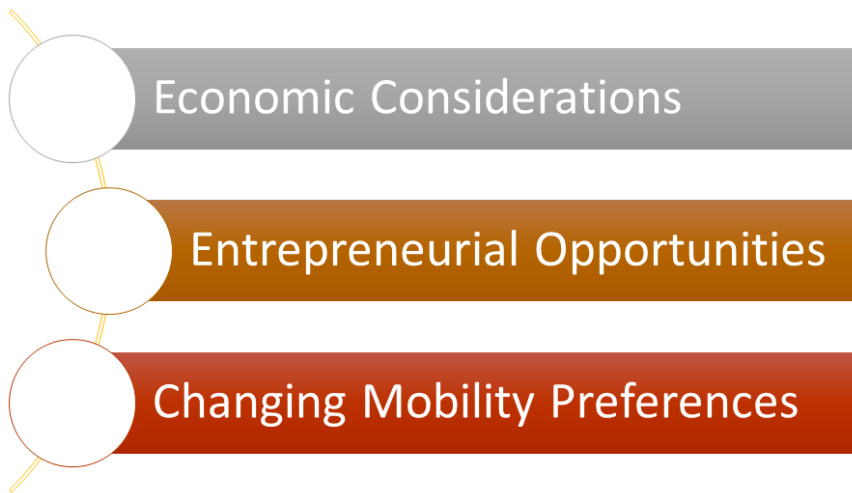 Economic Considerations
Entrepreneurial Opportunities
Changing Mobility Preferences